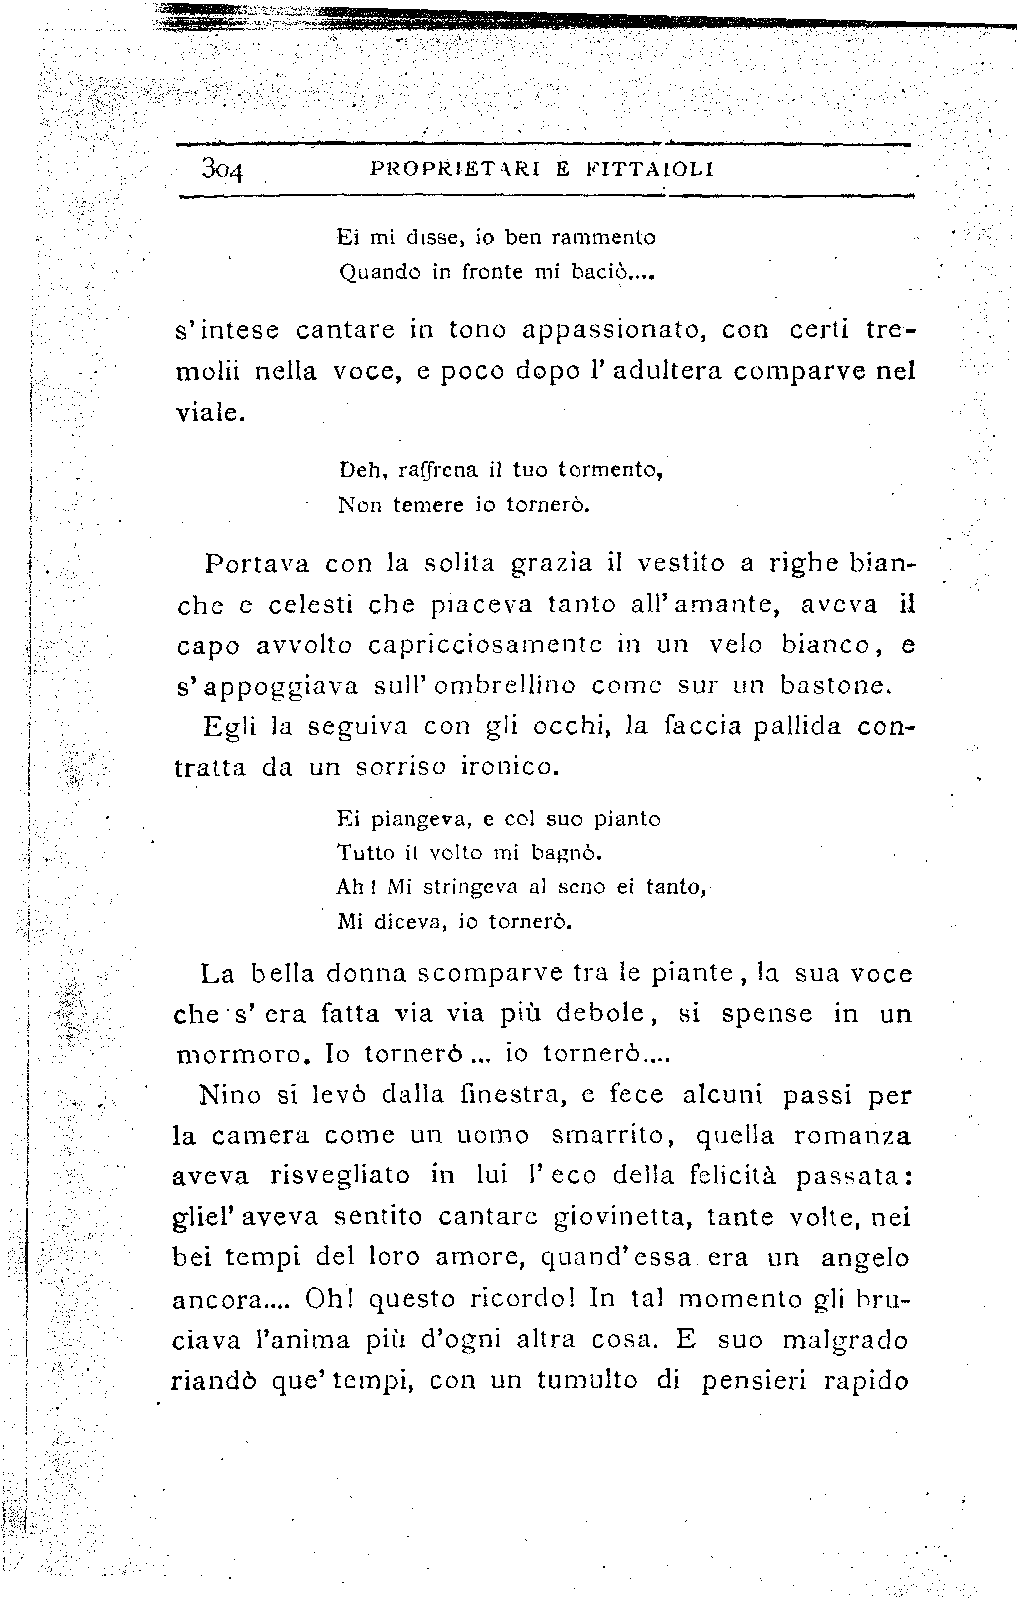 304 PROPRIETARI E FITTAIOLI
Ei mi disse, io ben rammento
Quando in fronte mi baciò....
s'intese cantare in tono appassionato, con certi tre-
molii nella voce, e poco dopo l'adultera comparve nel
viale.
Deh, raffrena il tuo tormento,
Non temere io tornerò.
Portava con la solita grazia il vestito a righe bian-
che e celesti che piaceva tanto all'amante, aveva il
capo avvolto capricciosamente in un velo bianco, e
s'appoggiava sull'ombrellino come sur un bastone.
Egli la seguiva con gli occhi, la faccia pallida con-
tratta da un sorriso ironico.
Ei piangeva, e col suo pianto
Tutto il volto mi bagnò.
Ah! Mi stringeva al seno ei tanto,
Mi diceva, io tornerò.
La bella donna scomparve tra le piante, la sua voce
che s'era fatta via via più debole, si spense in un
mormoro. Io tornerò... io tornerò....
Nino si levò dalla finestra, e fece alcuni passi per
la camera come un uomo smarrito, quella romanza
aveva risvegliato in lui l'eco della felicità passata:
gliel'aveva sentito cantare giovinetta, tante volte, nei
bei tempi del loro amore, quand'essa era un angelo
ancora.... Oh! questo ricordo! In tal momento gli bru-
ciava l'anima più d'ogni altra cosa. E suo malgrado
riandò que' tempi, con un tumulto di pensieri rapido